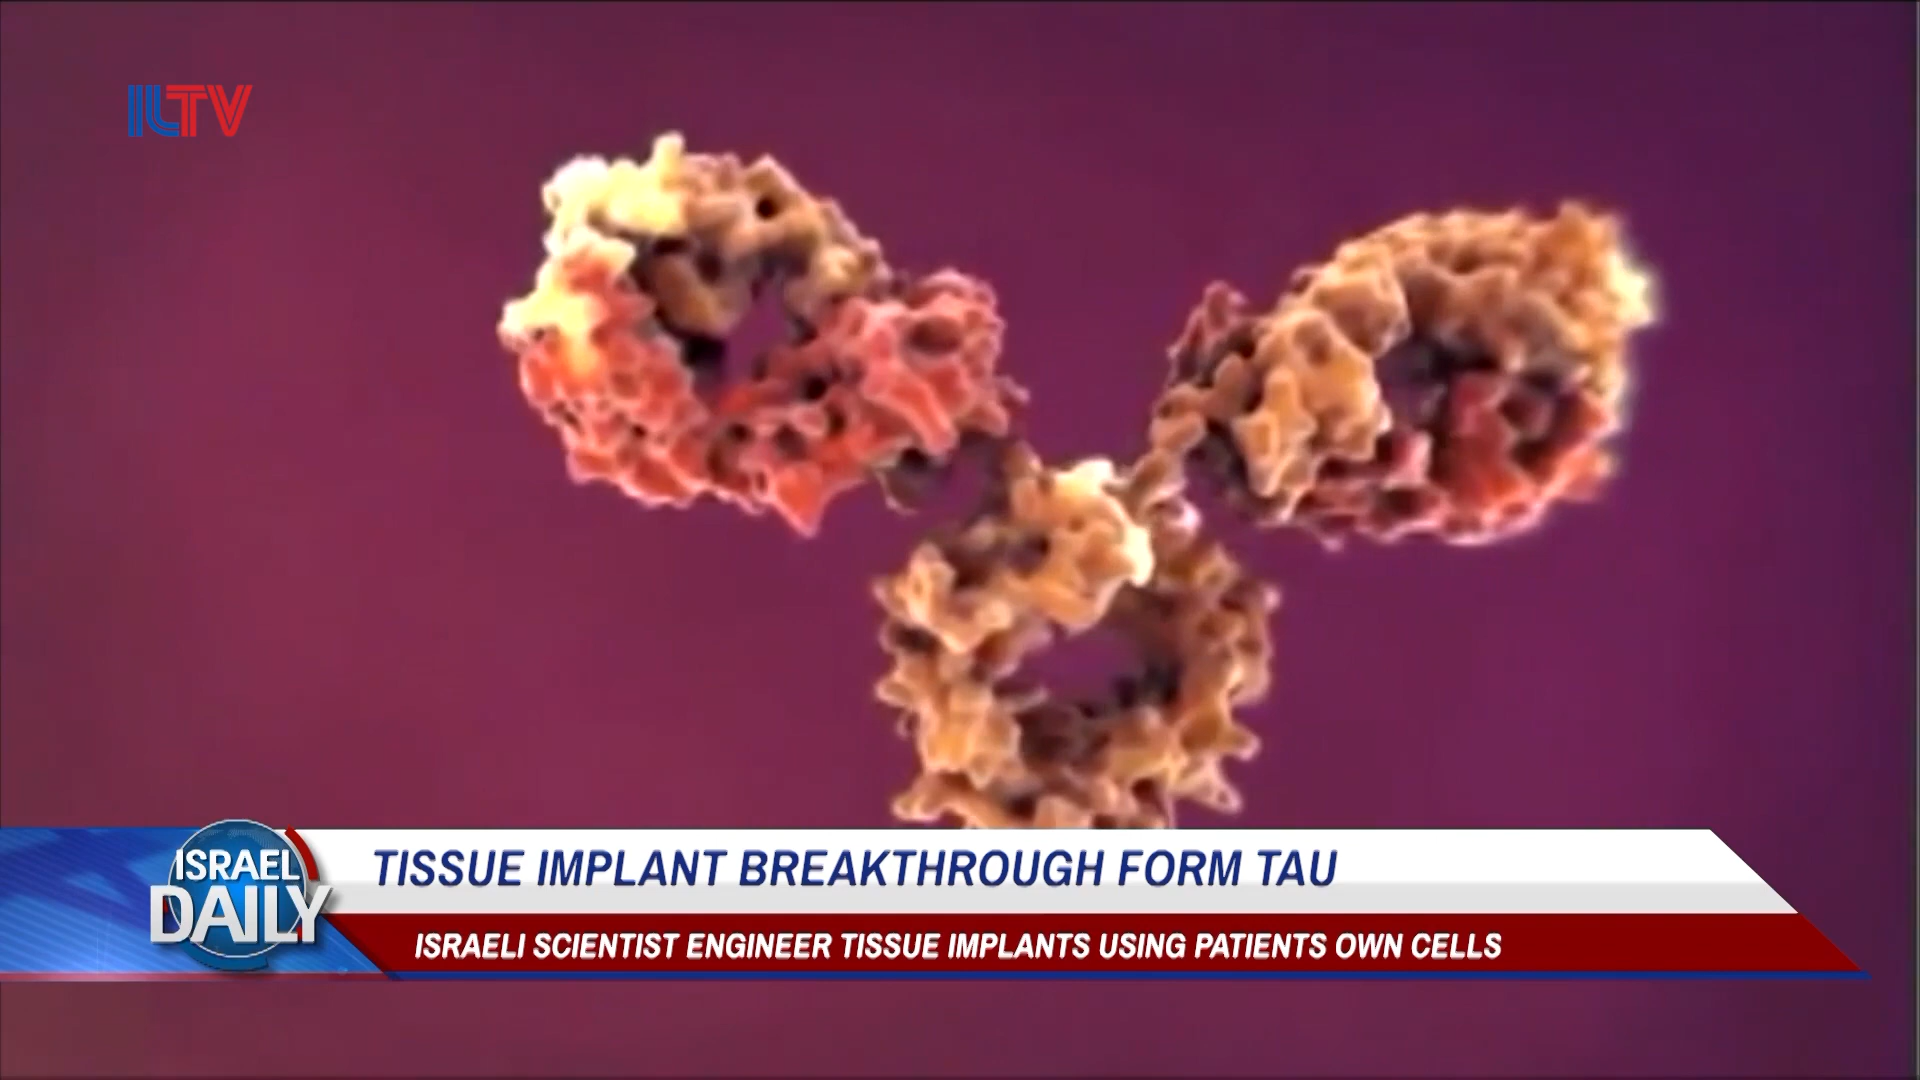 ILTV
ISRAEL
DAILY
TISSUE IMPLANT BREAKTHROUGH FORM TAU
ISRAELI SCIENTIST ENGINEER TISSUE IMPLANTS USING PATIENTS OWN CELLS